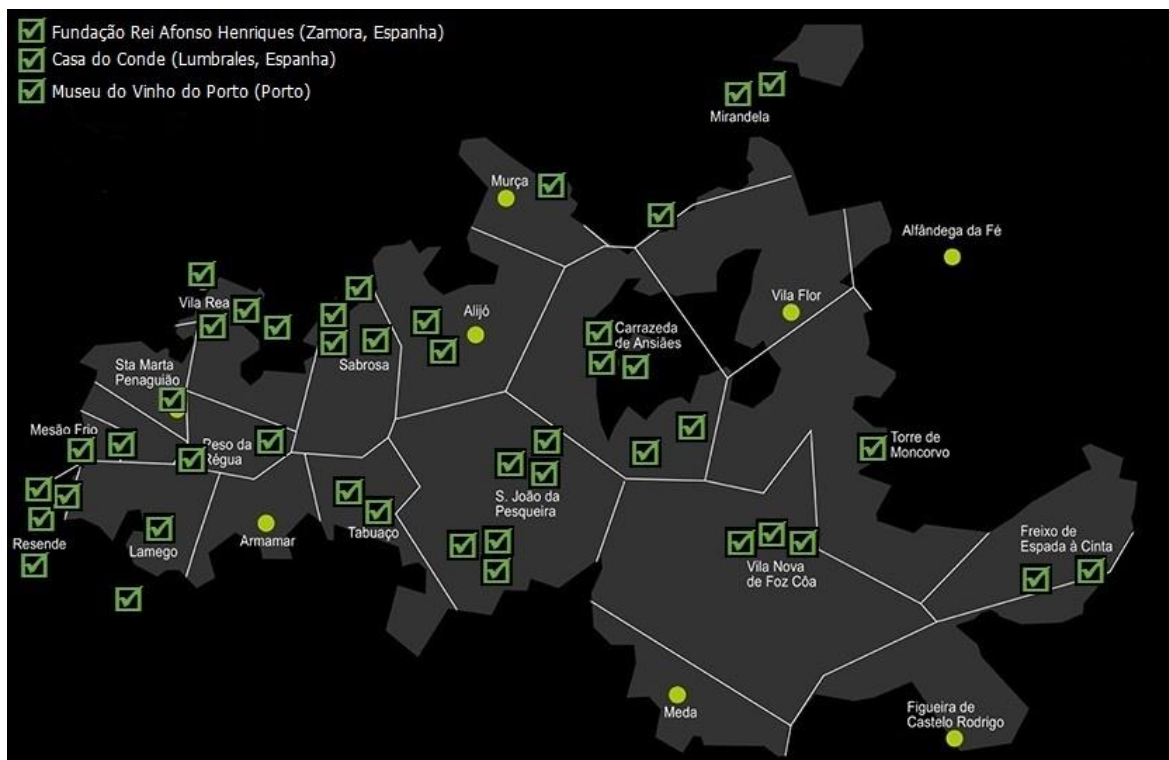 Fundação Rei Afonso Henriques (Zamora, Espanha)
Casa do Conde (Lumbrales, Espanha)
Museu do Vinho do Porto (Porto)
Mirandela
Murça
Alfândega da Fé
Vila Rea
Alijó
Vila Flor
Carrazeda
de Ansiães
Sabrosa
Sta Marta
Penaguião
Mesão Frio
Peso da
Régua
Torre de
Moncorvo
S. João da
Pesqueira
Resende
Lamego
Armamar
Tabuaço
Vila Nova
de Foz Côa
Freixo de
Espada à Cinta
Meda
Figueira de
Castelo Rodrigo